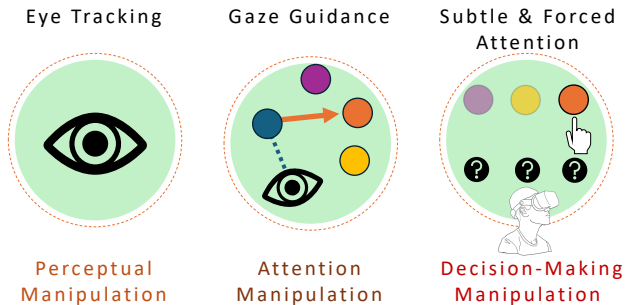 Eye Tracking
Gaze Guidance
Subtle & Forced
Attention
? ? ?
Perceptual
Manipulation
Attention
Manipulation
Decision-Making
Manipulation